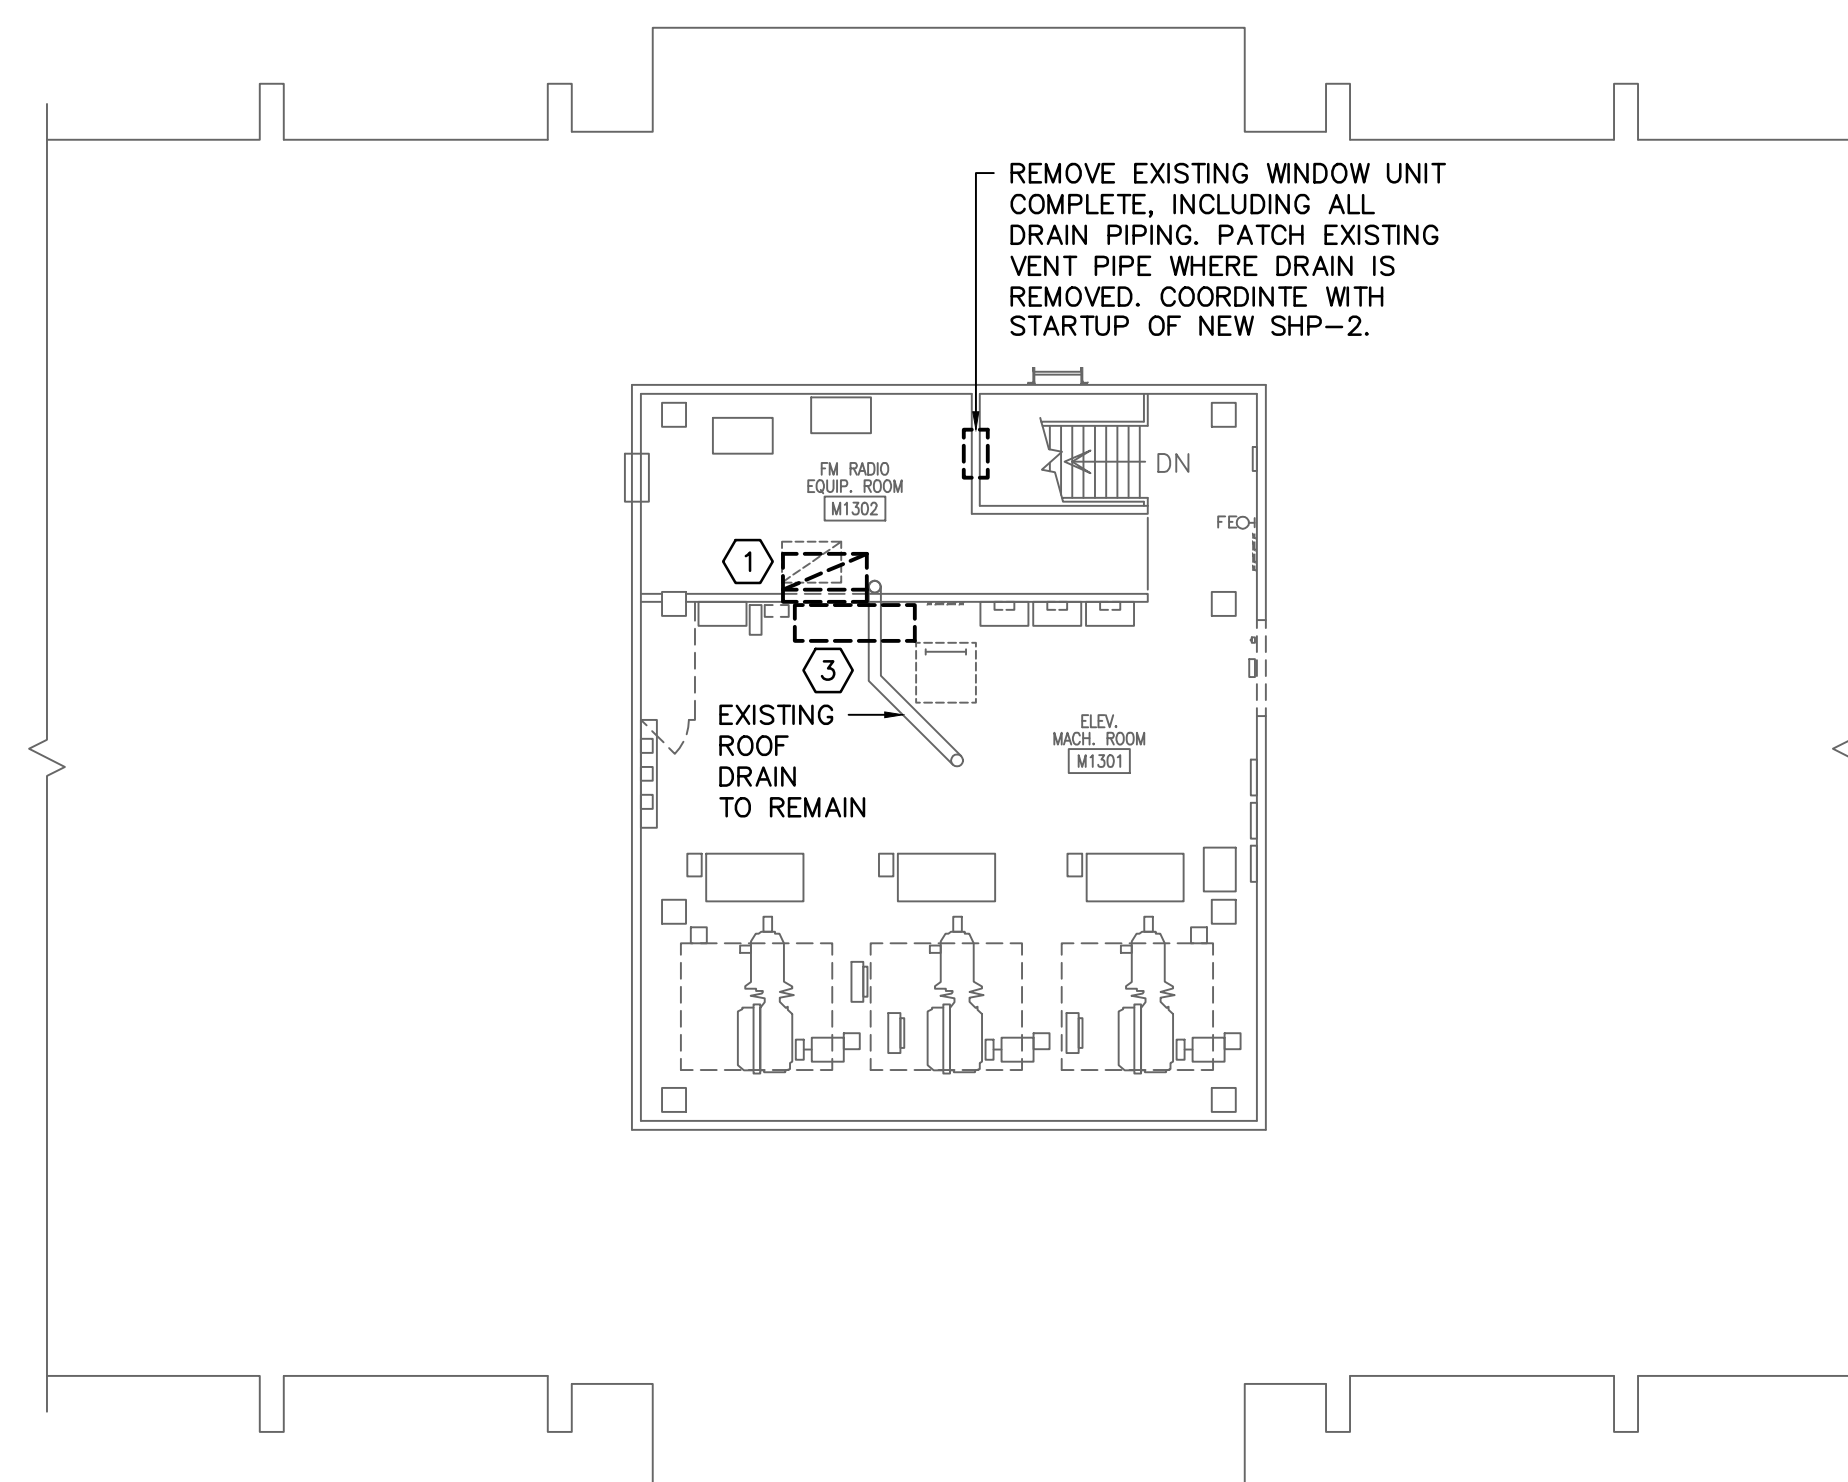 REMOVE EXISTING WINDOW UNIT
COMPLETE, INCLUDING ALL
DRAIN PIPING. PATCH EXISTING
VENT PIPE WHERE DRAIN IS
REMOVED. COORDINTE WITH
STARTUP OF NEW SHP-2.
FM RADIO
EQUIP. ROOM
M1302
DN
FE
1
3
EXISTING
ROOF
DRAIN
TO REMAIN
ELEV.
MACH. ROOM
M1301